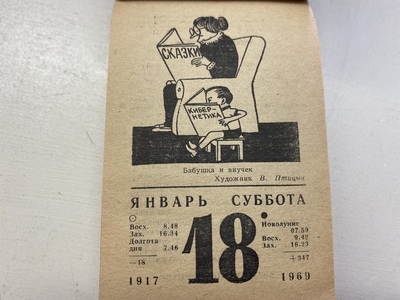 СКАЗКИ
КИБЕР-
НЕТИКА
Бабушка и внучек
Художник В. Птицын
ЯНВАРЬ СУББОТА
Восх. 8.48
Зах. 16.34
Долгота
дня 7.46
—18
1917
18
Новолуние
07.59
Восх. 9.42
Зах. 16.23
+347
1969